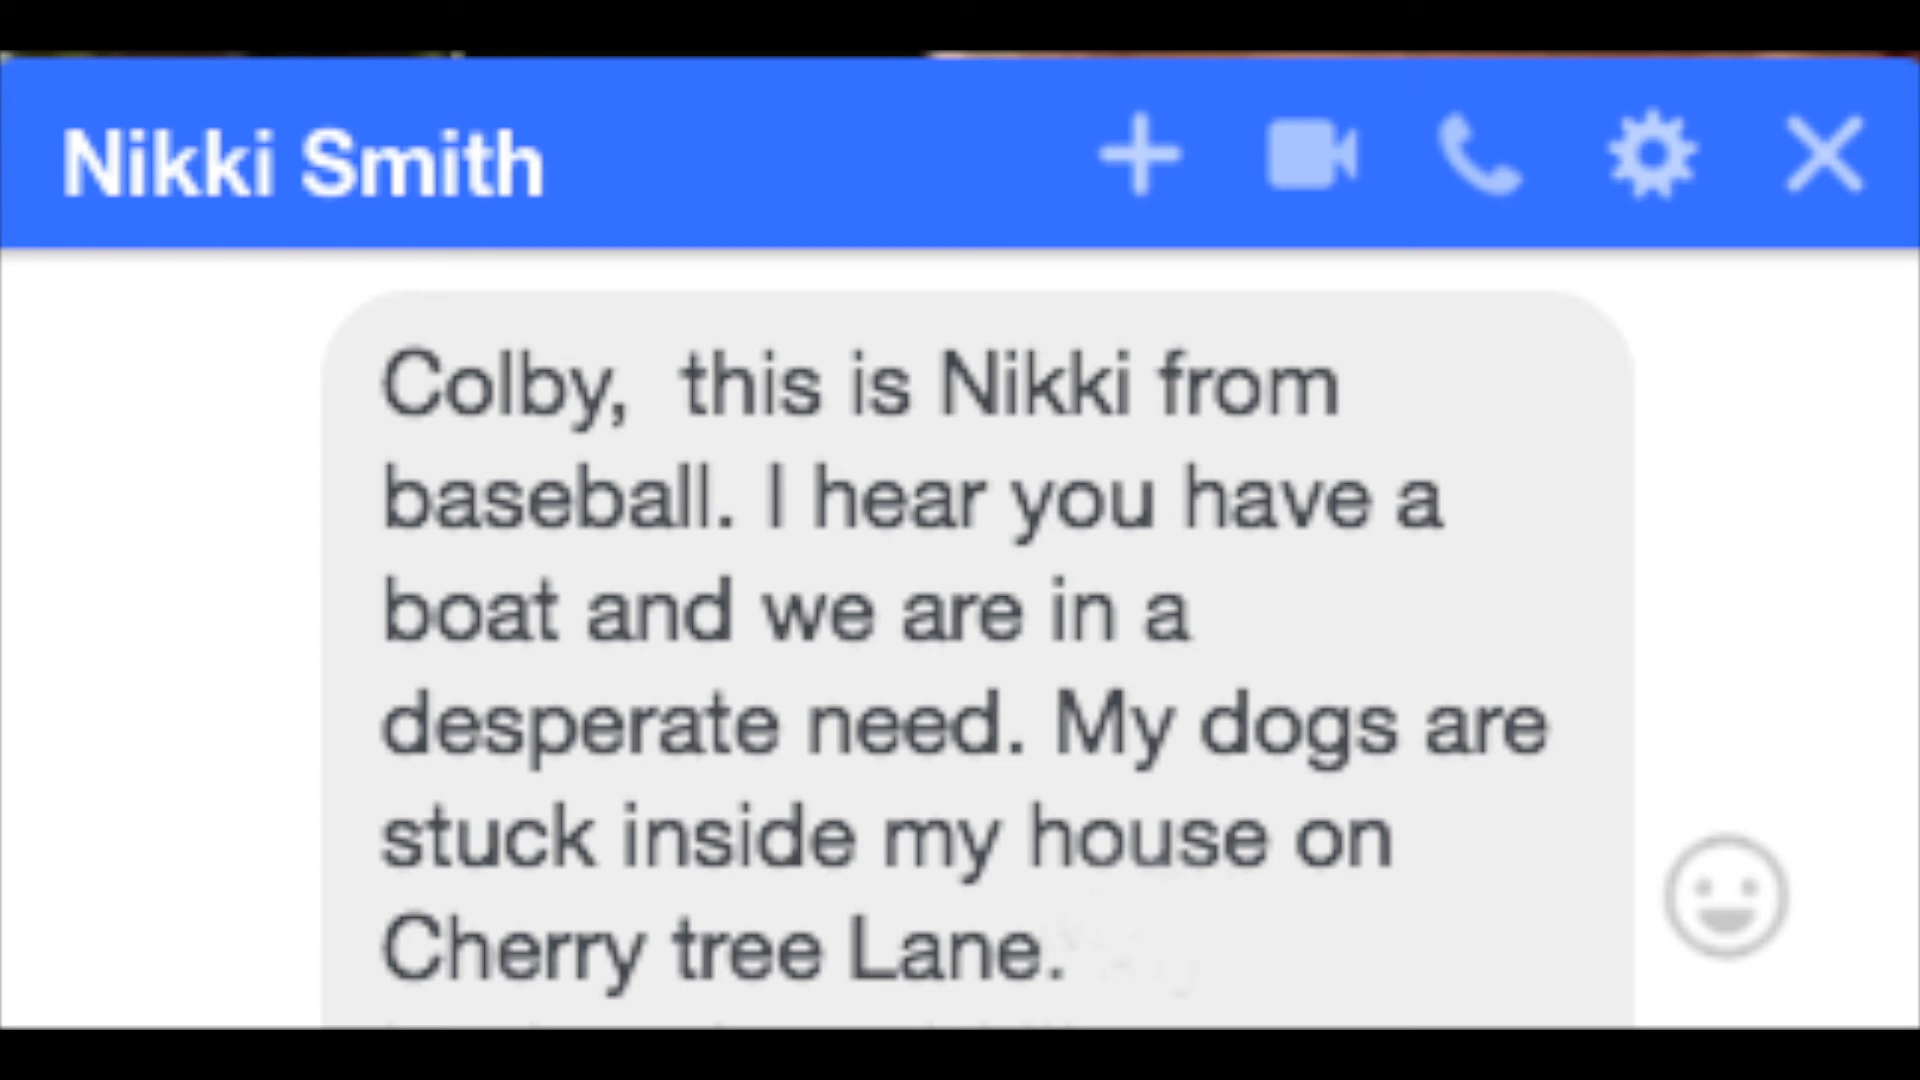 Nikki Smith
Colby,  this is Nikki from
baseball. I hear you have a
boat and we are in a
desperate need. My dogs are
stuck inside my house on
Cherry tree Lane.